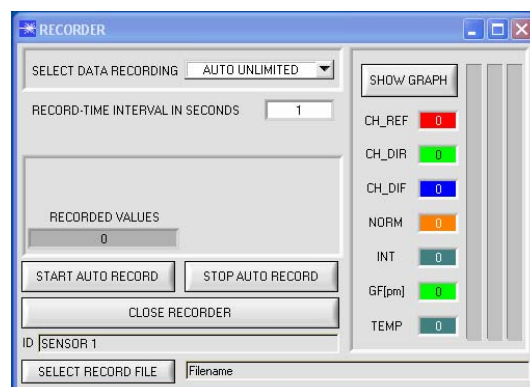 RECORDER
SELECT DATA RECORDING AUTO UNLIMITED
RECORD-TIME INTERVAL IN SECONDS 1
RECORDED VALUES
0
START AUTO RECORD STOP AUTO RECORD
CLOSE RECORDER
ID SENSOR 1
SELECT RECORD FILE Filename
SHOW GRAPH
CH_REF 0
CH_DIR 0
CH_DIF 0
NORM 0
INT 0
GF[pm] 0
TEMP 0